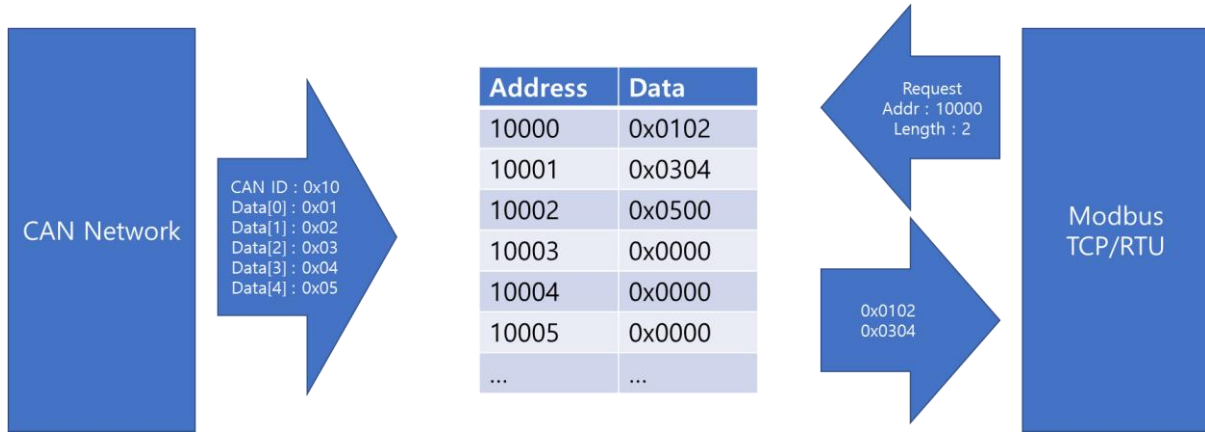 CAN Network
CAN ID : 0x10
Data[0] : 0x01
Data[1] : 0x02
Data[2] : 0x03
Data[3] : 0x04
Data[4] : 0x05
Address Data
10000 0x0102
10001 0x0304
10002 0x0500
10003 0x0000
10004 0x0000
10005 0x0000
... ...
Request
Addr : 10000
Length : 2
0x0102
0x0304
Modbus
TCP/RTU